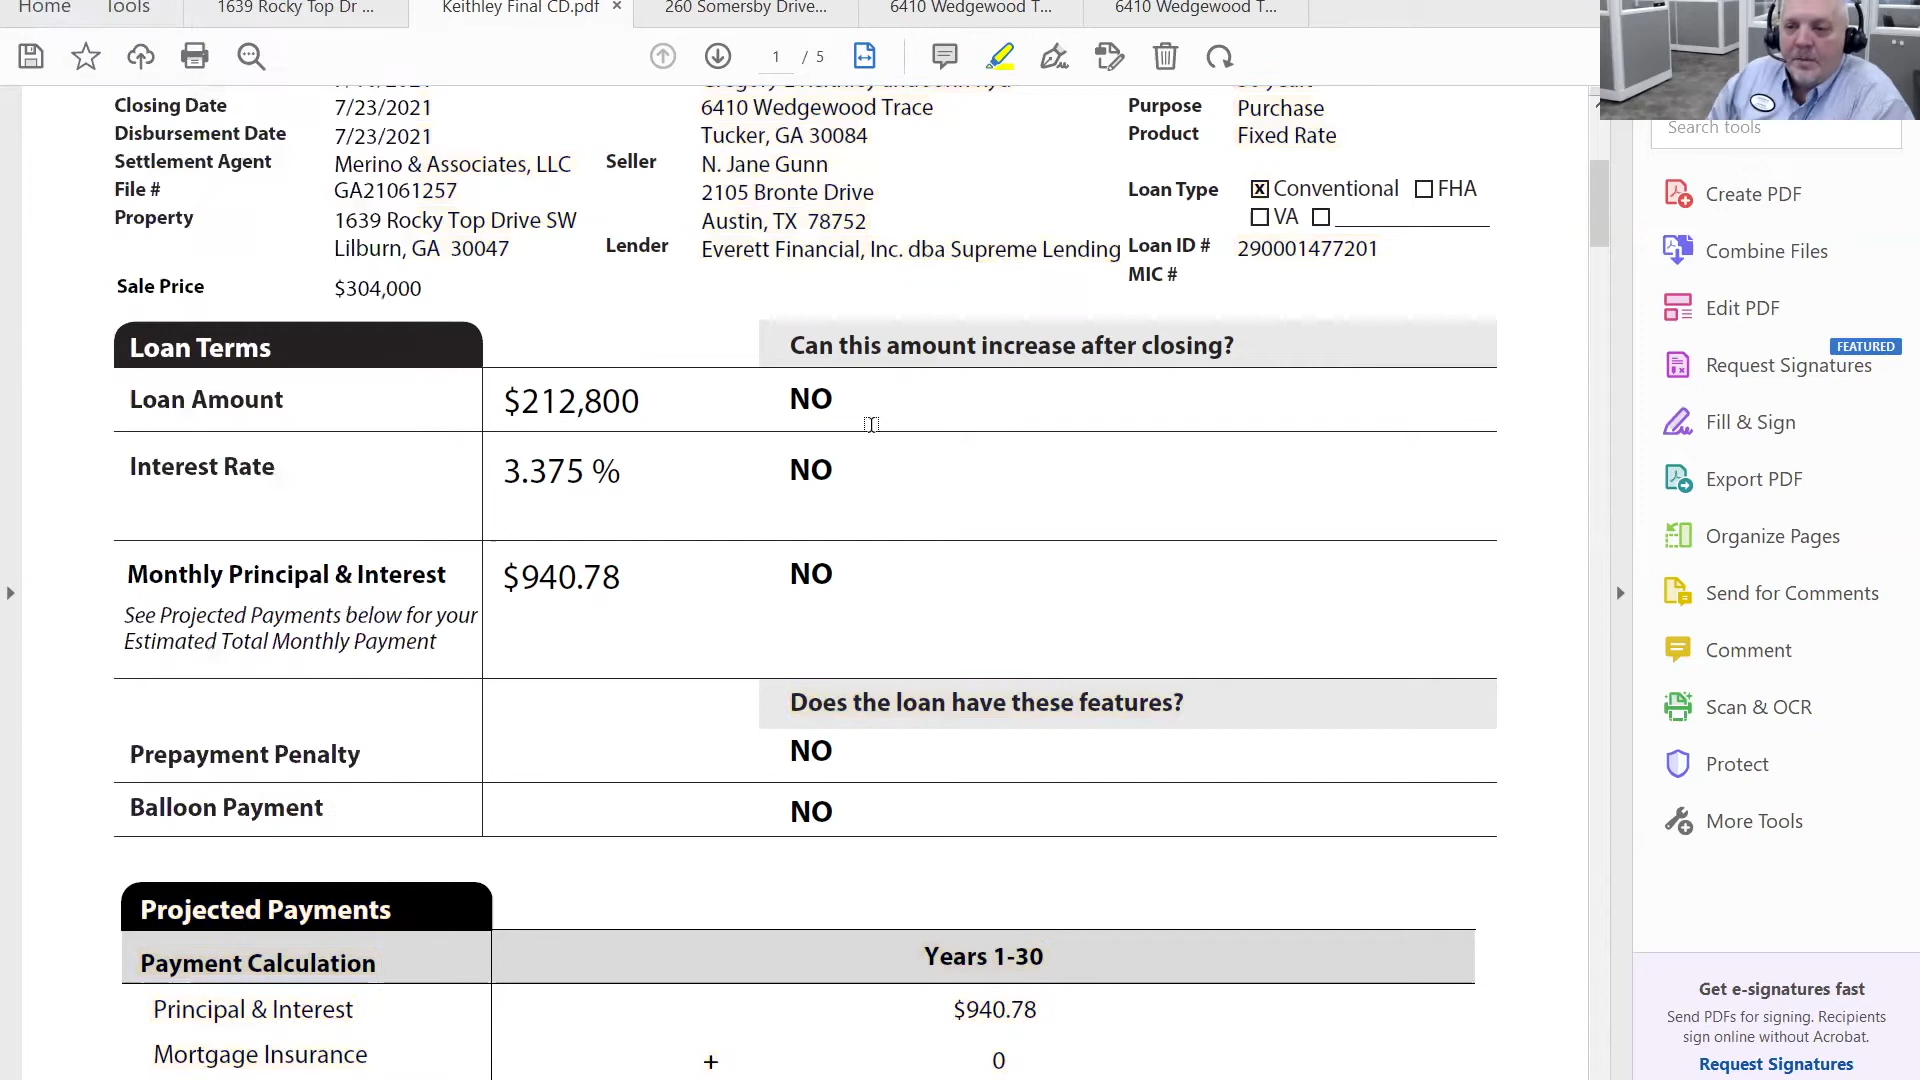 Home Tools 1639 Rocky Top Dr ... Keithley Final CD.pdf × 260 Somersby Drive... 6410 Wedgewood T... 6410 Wedgewood T...
1 / 5
Closing Date 7/23/2021 6410 Wedgewood Trace Purpose Purchase
Disbursement Date 7/23/2021 Tucker, GA 30084 Product Fixed Rate
Settlement Agent Merino & Associates, LLC Seller N. Jane Gunn
File # GA21061257 2105 Bronte Drive Loan Type x Conventional FHA
Property 1639 Rocky Top Drive SW Austin, TX 78752 VA
Lilburn, GA 30047 Lender Everett Financial, Inc. dba Supreme Lending Loan ID # 290001477201
MIC #
Sale Price $304,000
Loan Terms Can this amount increase after closing?
Loan Amount $212,800 NO
Interest Rate 3.375 % NO
Monthly Principal & Interest $940.78 NO
See Projected Payments below for your
Estimated Total Monthly Payment
Does the loan have these features?
Prepayment Penalty NO
Balloon Payment NO
Projected Payments
Payment Calculation Years 1-30
Principal & Interest $940.78
Mortgage Insurance + 0
Search tools
Create PDF
Combine Files
Edit PDF
FEATURED
Request Signatures
Fill & Sign
Export PDF
Organize Pages
Send for Comments
Comment
Scan & OCR
Protect
More Tools
Get e-signatures fast
Send PDFs for signing. Recipients
sign online without Acrobat.
Request Signatures